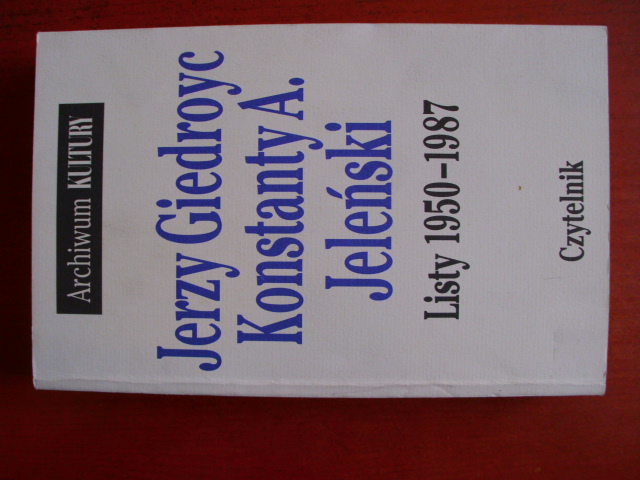 Archiwum KULTURY
Jerzy Giedroyc
Konstanty A.
Jeleński
Listy 1950–1987
Czytelnik